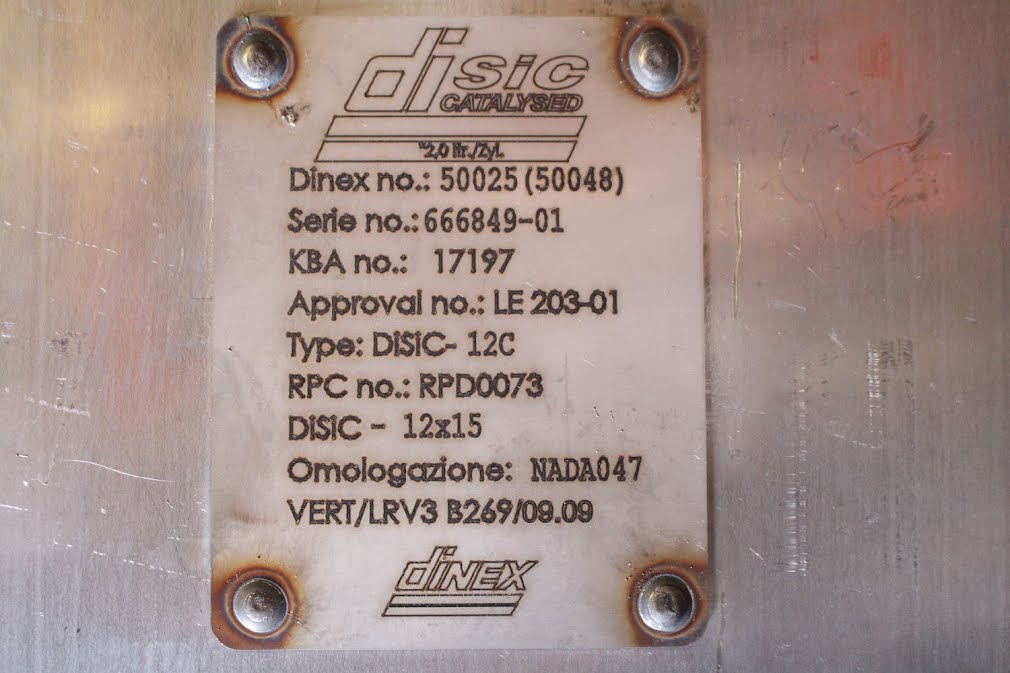 diSiC
CATALYSED
Dinex no.: 50025 (50048)
Serie no.: 666849-01
KBA no.: 17197
Approval no.: LE 203-01
Type: DiSiC- 12C
RPC no.: RPD0073
DiSiC - 12x15
Omologazione: NADA047
VERT/LRV3 B269/09.09
diNEX